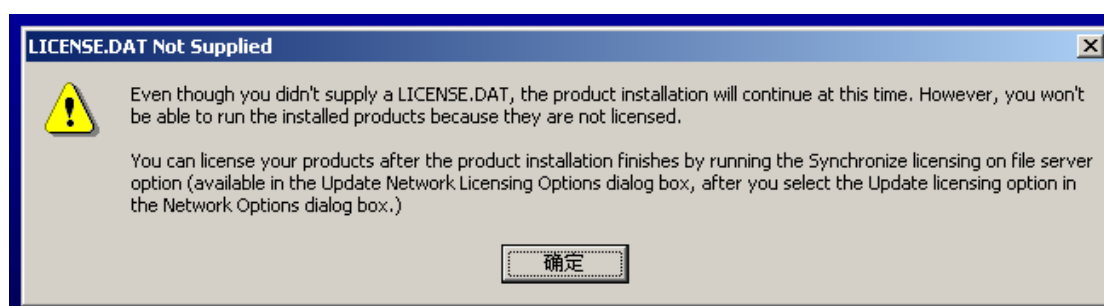 LICENSE.DAT Not Supplied
Even though you didn't supply a LICENSE.DAT, the product installation will continue at this time. However, you won't
be able to run the installed products because they are not licensed.
You can license your products after the product installation finishes by running the Synchronize licensing on file server
option (available in the Update Network Licensing Options dialog box, after you select the Update licensing option in
the Network Options dialog box.)
确定